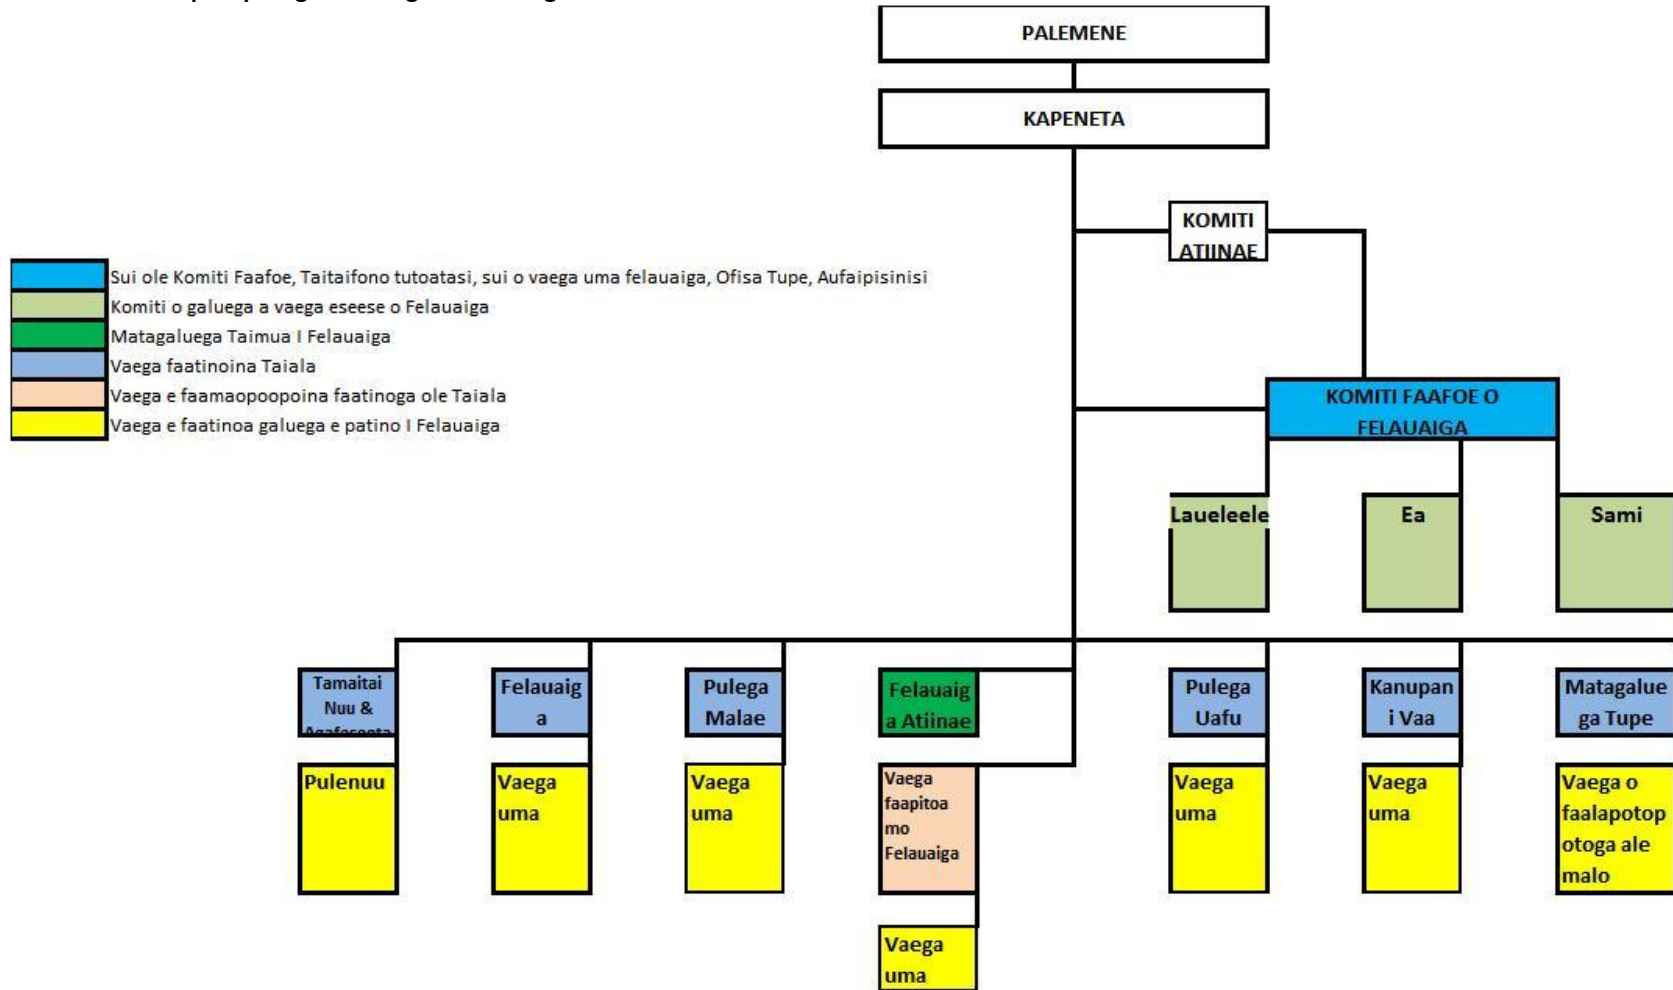 PALEMENE
KAPENETA
KOMITI
ATIINAE
Sui ole Komiti Faafoe, Taitaifono tutoatasi, sui o vaega uma felauaiga, Ofisa Tupe, Aufaipisinisi
Komiti o galuega a vaega eseese o Felauaiga
Matagaluega Taimua I Felauaiga
Vaega faatinoina Taiala
Vaega e faamaopoopoina faatinoga ole Taiala
Vaega e faatinoa galuega e patino I Felauaiga
KOMITI FAAFOE O
FELAUAIGA
Laueleele
Ea
Sami
Tamaitai
Nuu &
Felauaig
a
Pulega
Malae
Felauaig
a Atiinae
Pulega
Uafu
Kanupan
i Vaa
Matagalue
ga Tupe
Pulenuu
Vaega
uma
Vaega
uma
Vaega
faapitoa
mo
Felauaiga
Vaega
uma
Vaega
uma
Vaega o
faalapotop
otoga ale
malo
Vaega
uma